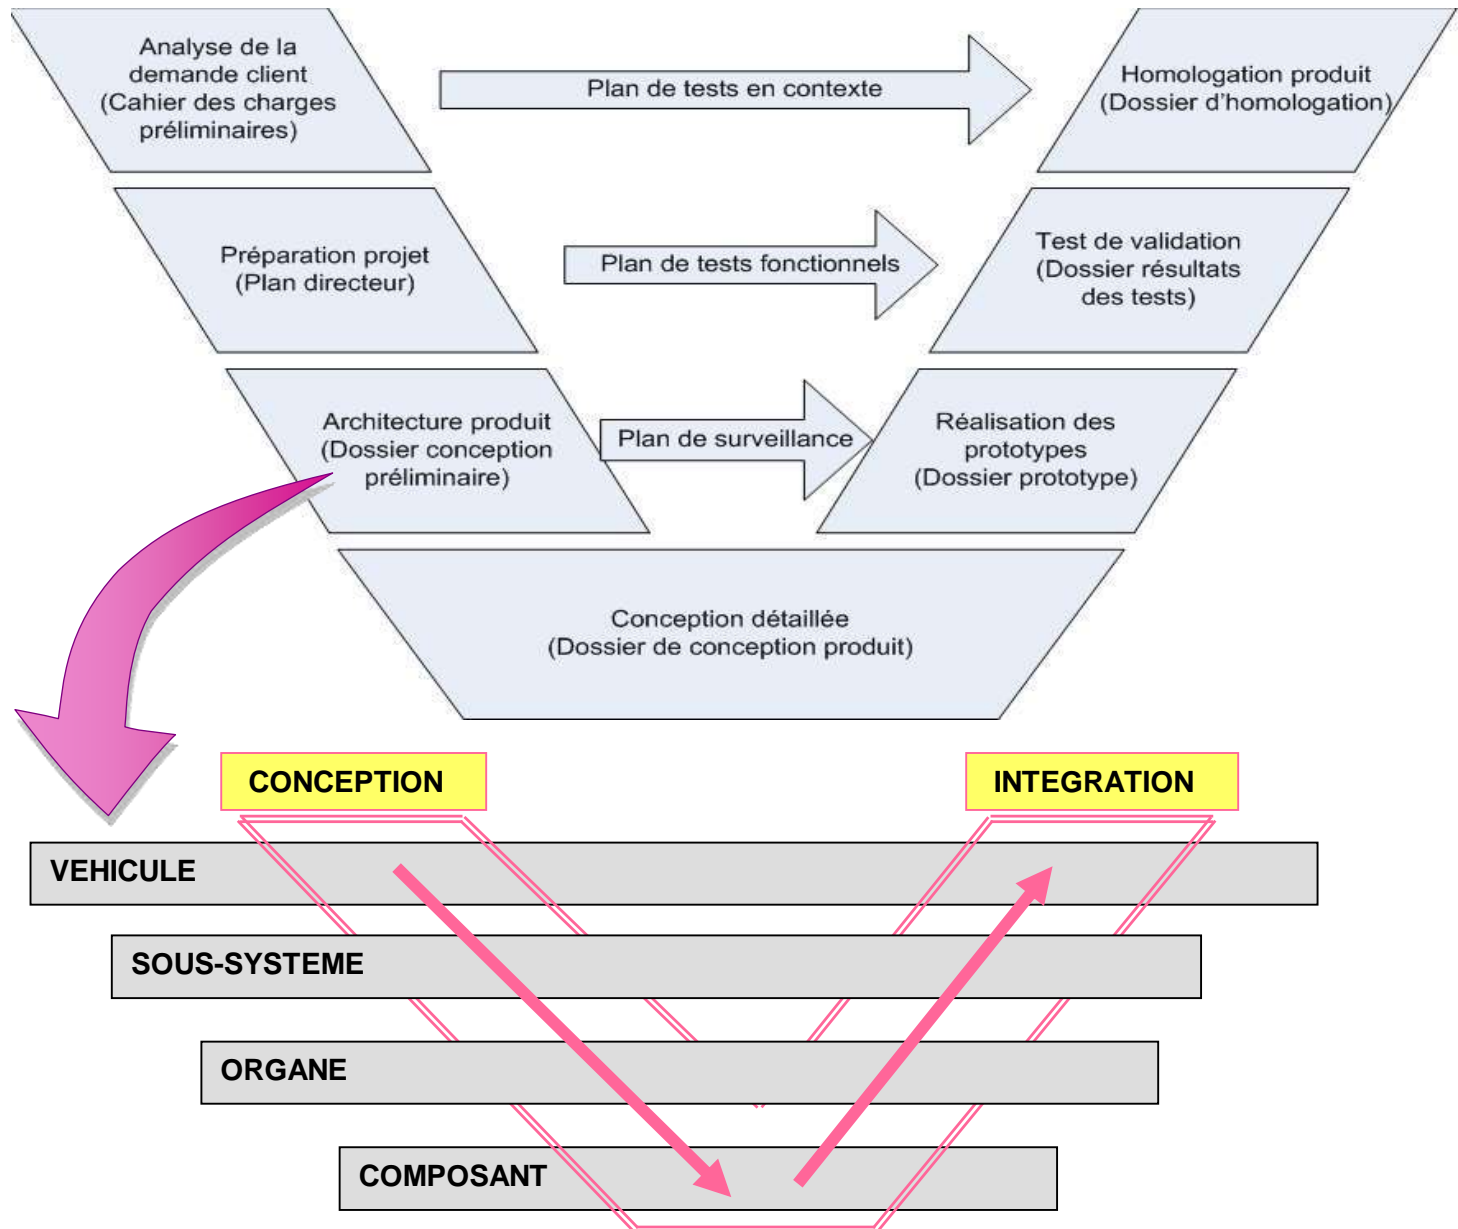 Analyse de la
demande client
(Cahier des charges
préliminaires)
Plan de tests en contexte
Homologation produit
(Dossier d'homologation)
Préparation projet
(Plan directeur)
Plan de tests fonctionnels
Test de validation
(Dossier résultats
des tests)
Architecture produit
(Dossier conception
préliminaire)
Plan de surveillance
Réalisation des
prototypes
(Dossier prototype)
Conception détaillée
(Dossier de conception produit)
CONCEPTION
INTEGRATION
VEHICULE
SOUS-SYSTEME
ORGANE
COMPOSANT